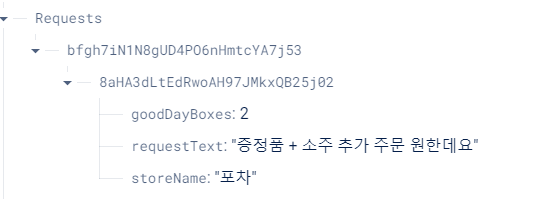 Requests
bfgh7iN1N8gUD4PO6nHmtcYA7j53
8aHA3dLtEdRwoAH97JMkxQB25j02
goodDayBoxes: 2
requestText: "증정품 + 소주 추가 주문 원한데요"
storeName: "포차"